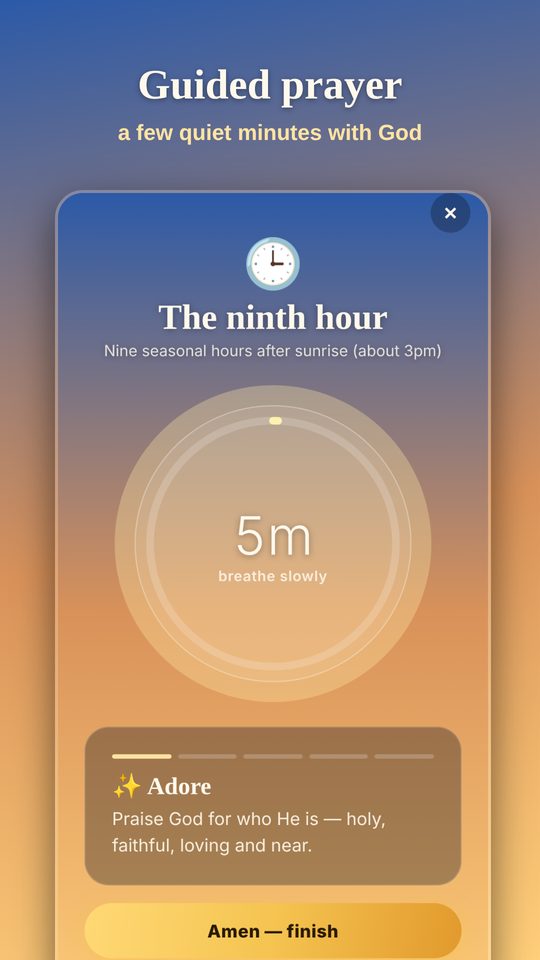 Guided prayer
a few quiet minutes with God
✕
🕒
The ninth hour
Nine seasonal hours after sunrise (about 3pm)
5m
breathe slowly
✨ Adore
Praise God for who He is — holy,
faithful, loving and near.
Amen — finish